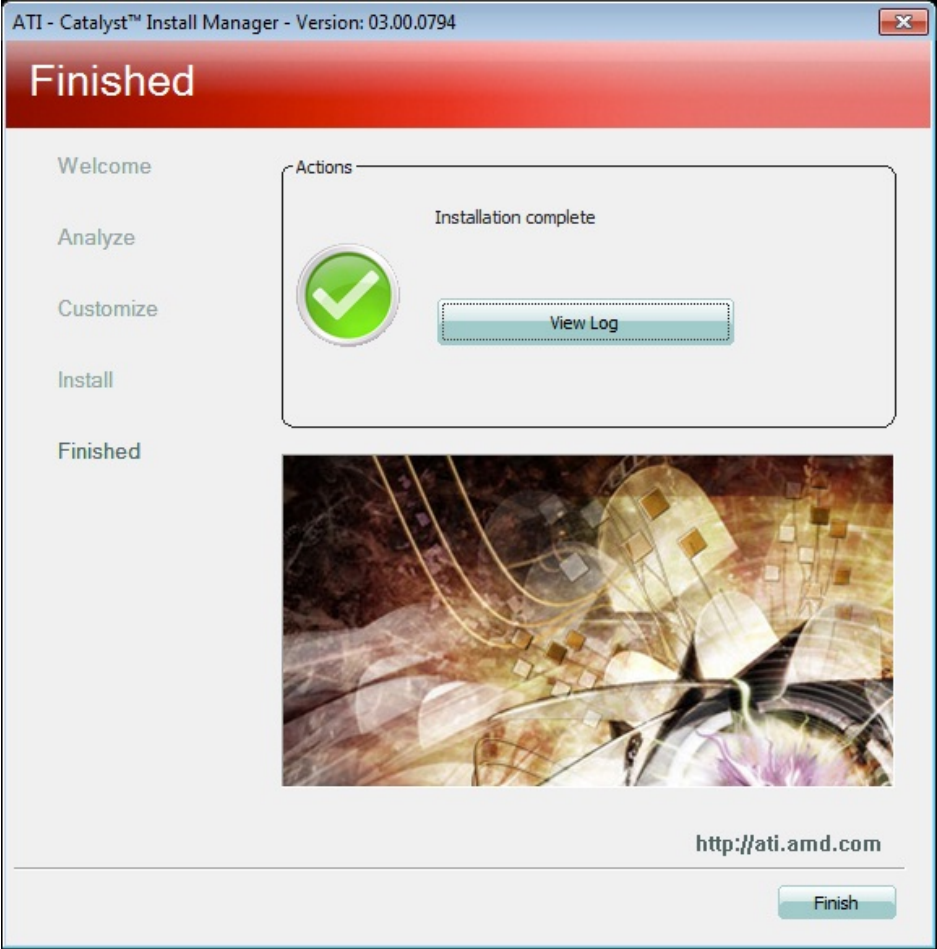 ATI - Catalyst™ Install Manager - Version: 03.00.0794
Finished
Welcome
Analyze
Customize
Install
Finished
Actions
Installation complete
View Log
http://ati.amd.com
Finish